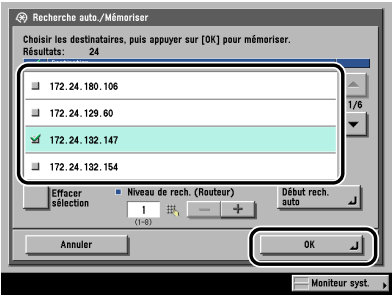 Recherche auto./Mémoriser
Choisir les destinataires, puis appuyer sur [OK] pour mémoriser.
Résultats: 24
Destination
172.24.180.106
172.24.129.60
172.24.132.147
172.24.132.154
1/6
Effacer sélection
Niveau de rech. (Routeur)
1
(1-8)
Début rech. auto
Annuler
OK
Moniteur syst.